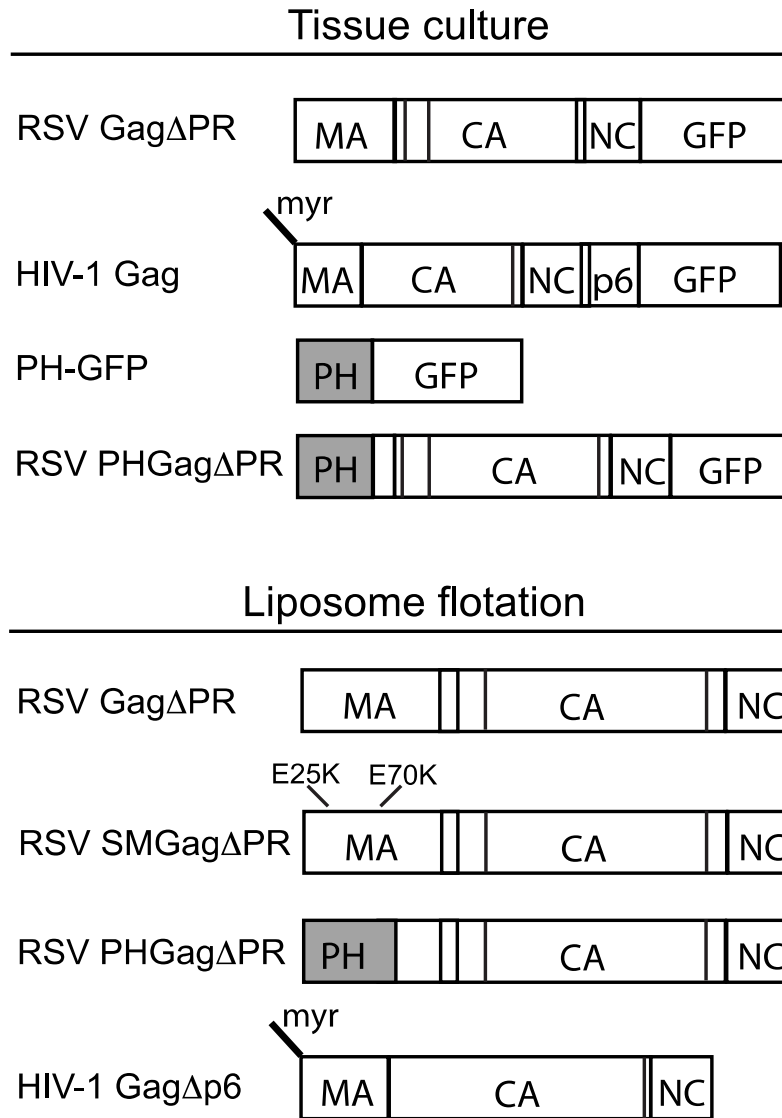 Tissue culture
RSV GagΔPR
MA CA NC GFP
myr
HIV-1 Gag
MA CA NC p6 GFP
PH-GFP
PH GFP
RSV PHGagΔPR
PH CA NC GFP
Liposome flotation
RSV GagΔPR
MA CA NC
E25K E70K
RSV SMGagΔPR
MA CA NC
RSV PHGagΔPR
PH CA NC
myr
HIV-1 GagΔp6
MA CA NC